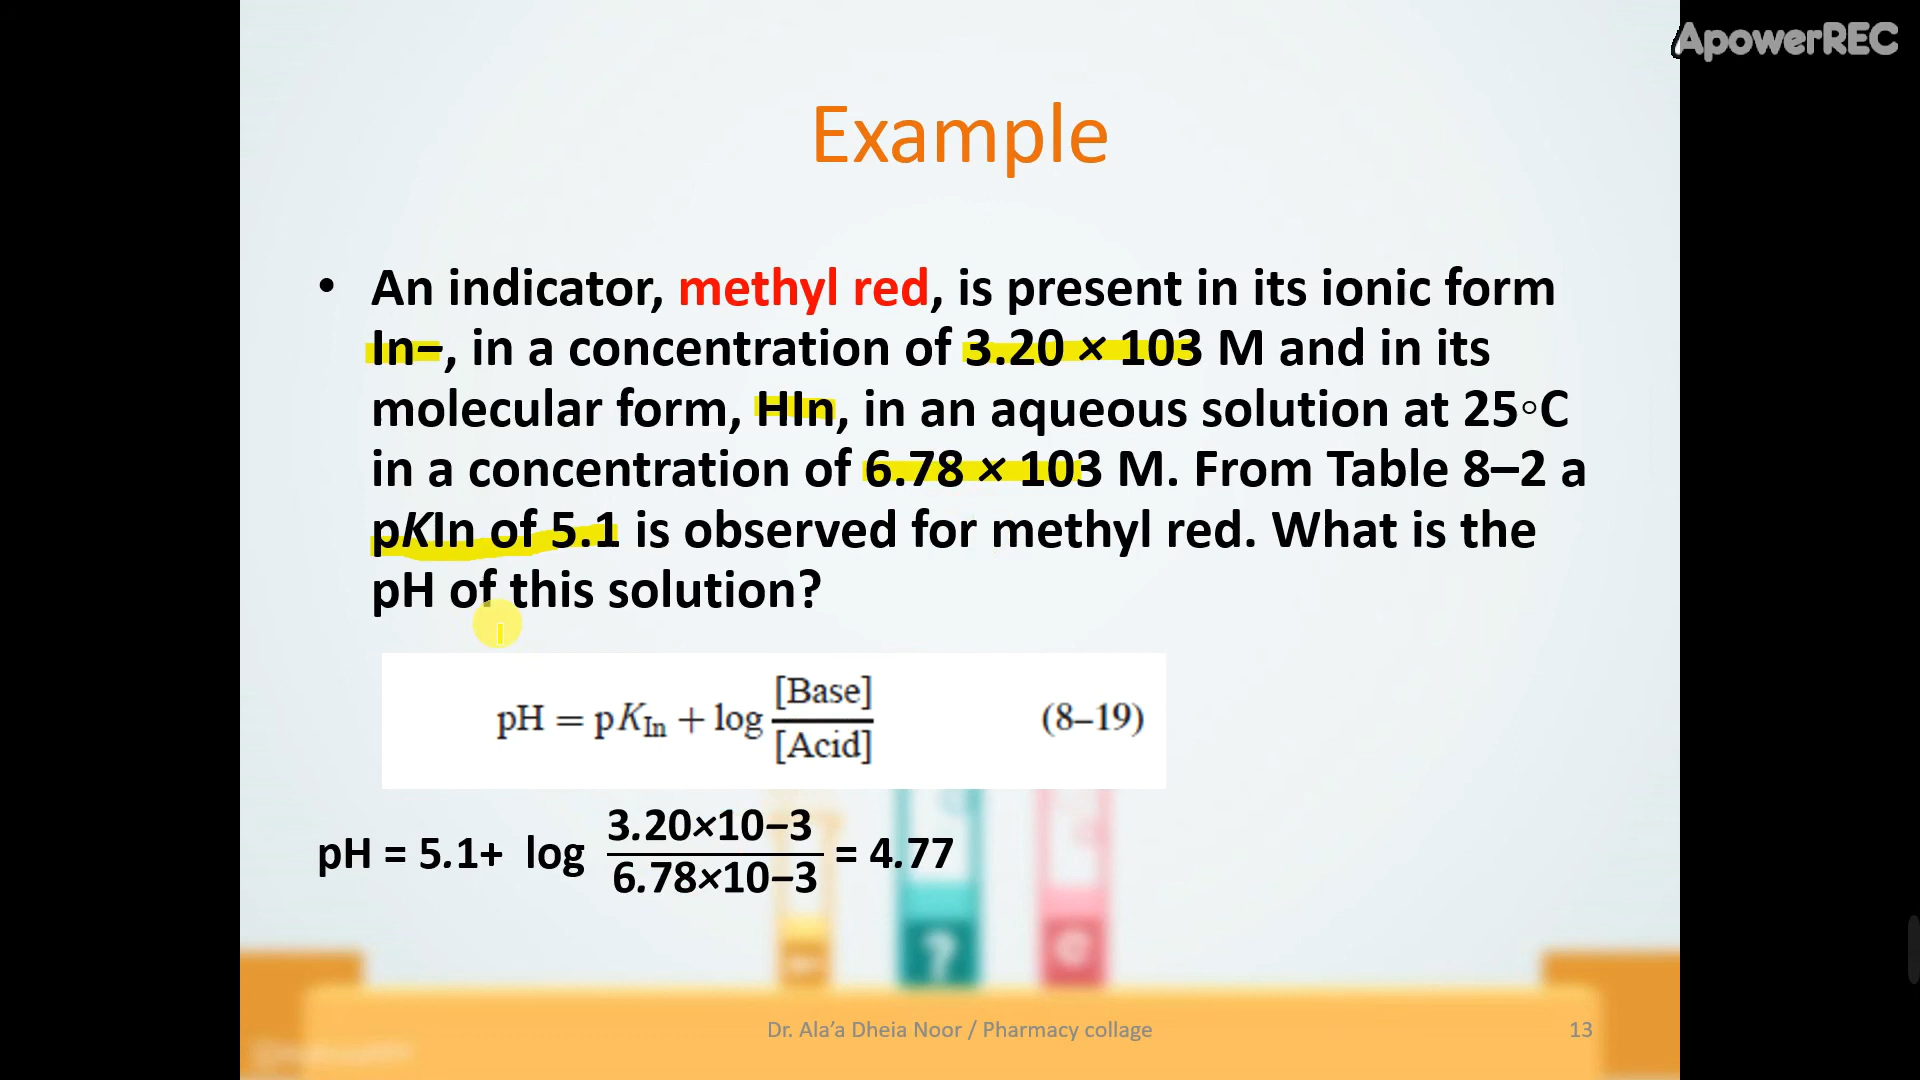 ApowerREC
Example
• An indicator, methyl red, is present in its ionic form
In−, in a concentration of 3.20 × 103 M and in its
molecular form, HIn, in an aqueous solution at 25◦C
in a concentration of 6.78 × 103 M. From Table 8–2 a
pKIn of 5.1 is observed for methyl red. What is the
pH of this solution?
pH = pKIn + log [Base] / [Acid] (8–19)
pH = 5.1+ log 3.20×10−3 / 6.78×10−3 = 4.77
?
Dr. Ala’a Dheia Noor / Pharmacy collage 13